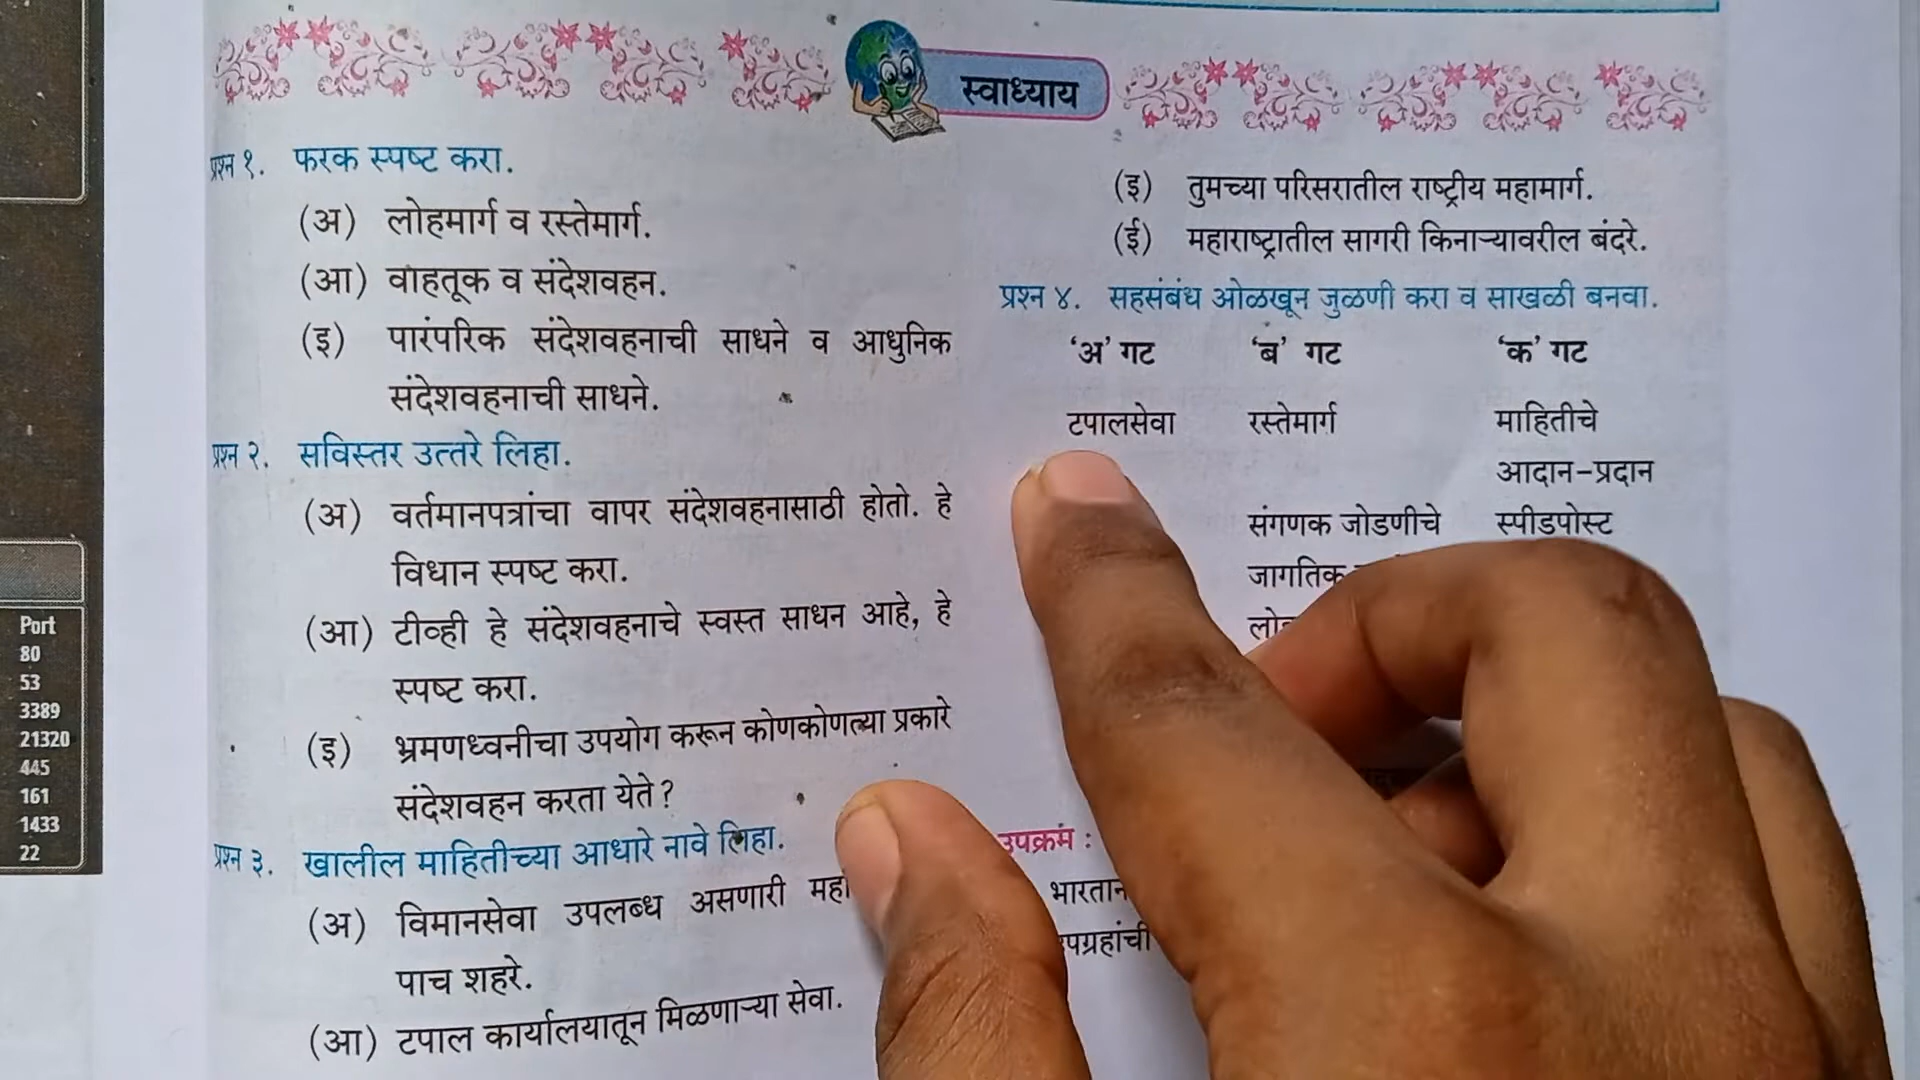 स्वाध्याय
प्रश्न १. फरक स्पष्ट करा.
(अ) लोहमार्ग व रस्तेमार्ग.
(आ) वाहतूक व संदेशवहन.
(इ) पारंपरिक संदेशवहनाची साधने व आधुनिक
संदेशवहनाची साधने.
प्रश्न २. सविस्तर उत्तरे लिहा.
(अ) वर्तमानपत्रांचा वापर संदेशवहनासाठी होतो. हे
विधान स्पष्ट करा.
(आ) टीव्ही हे संदेशवहनाचे स्वस्त साधन आहे, हे
स्पष्ट करा.
(इ) भ्रमणध्वनीचा उपयोग करून कोणकोणत्या प्रकारे
संदेशवहन करता येते?
प्रश्न ३. खालील माहितीच्या आधारे नावे लिहा.
(अ) विमानसेवा उपलब्ध असणारी
पाच शहरे.
(आ) टपाल कार्यालयातून मिळणाऱ्या सेवा.
(इ) तुमच्या परिसरातील राष्ट्रीय महामार्ग.
(ई) महाराष्ट्रातील सागरी किनाऱ्यावरील बंदरे.
प्रश्न ४. सहसंबंध ओळखून जुळणी करा व साखळी बनवा.
'अ' गट 'ब' गट 'क' गट
टपालसेवा रस्तेमार्ग माहितीचे
आदान-प्रदान
संगणक जोडणीचे स्पीडपोस्ट
जागतिक
उपक्रम :
Port
80
53
3389
21320
445
161
1433
22